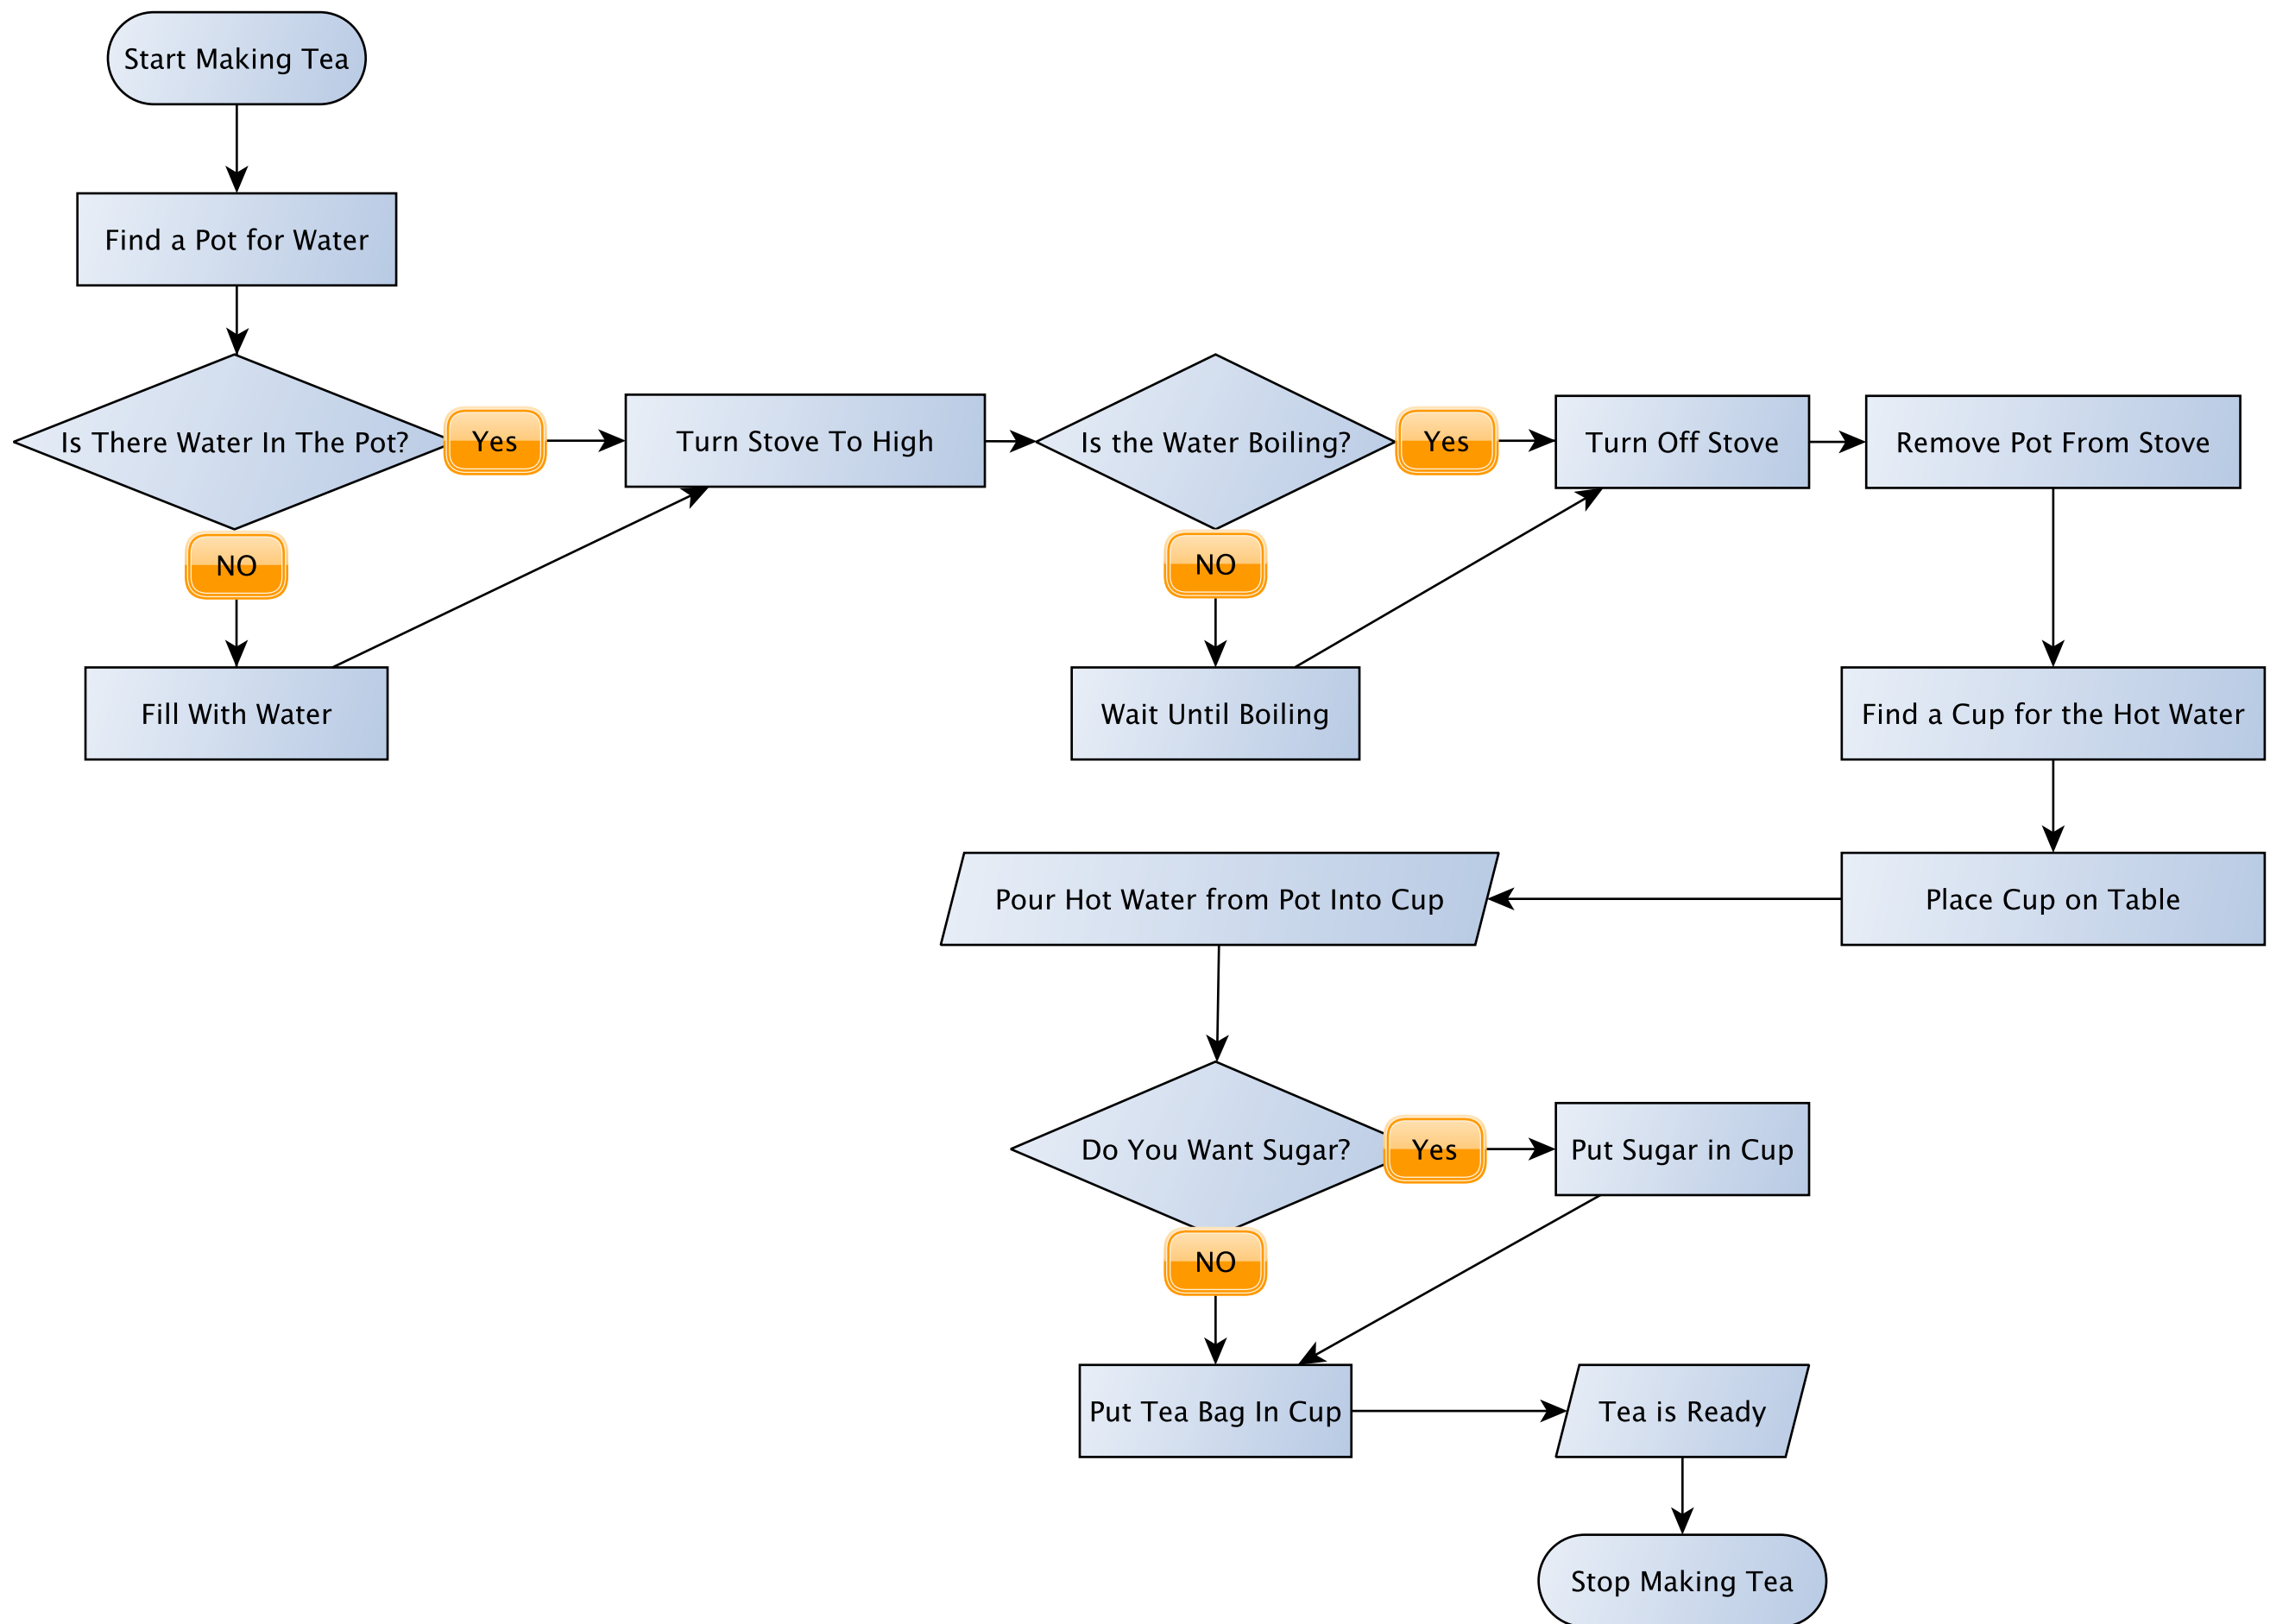 Start Making Tea
Find a Pot for Water
Is There Water In The Pot?
Yes
NO
Fill With Water
Turn Stove To High
Is the Water Boiling?
Yes
NO
Wait Until Boiling
Turn Off Stove
Remove Pot From Stove
Find a Cup for the Hot Water
Place Cup on Table
Pour Hot Water from Pot Into Cup
Do You Want Sugar?
Yes
Put Sugar in Cup
NO
Put Tea Bag In Cup
Tea is Ready
Stop Making Tea